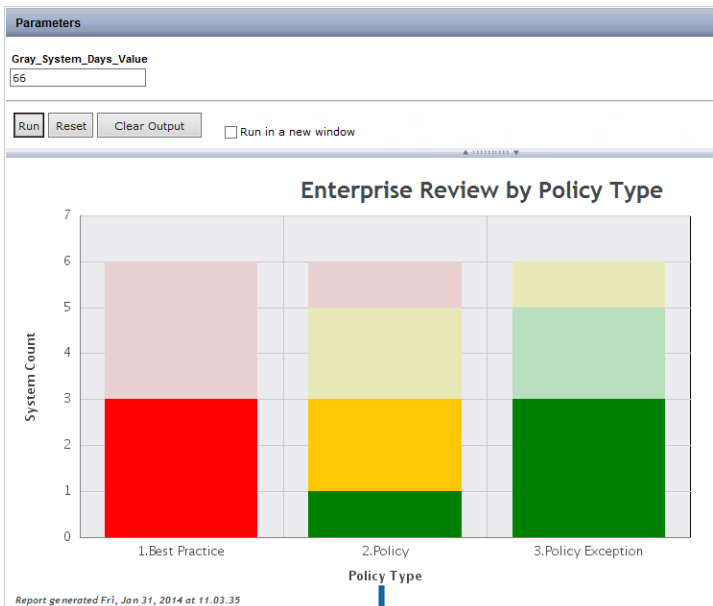 Parameters
Gray_System_Days_Value
66
Run Reset Clear Output Run in a new window
Enterprise Review by Policy Type
7
6
5
4
3
2
1
0
System Count
1.Best Practice 2.Policy 3.Policy Exception
Policy Type
Report generated Fri, Jan 31, 2014 at 11.03.35